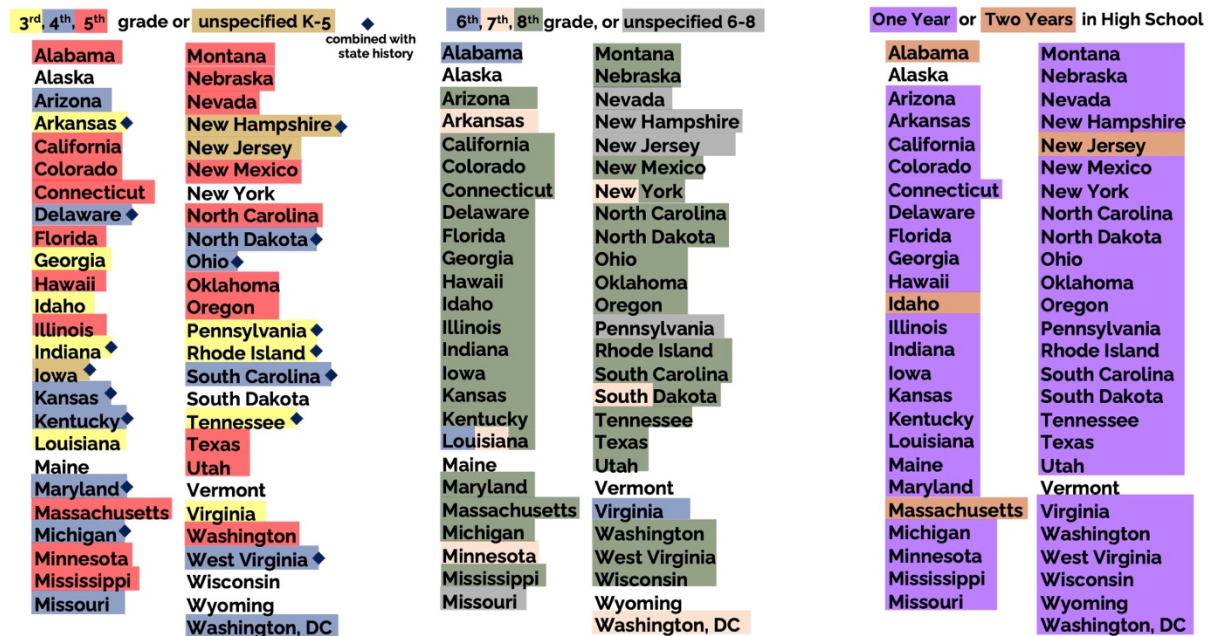 3rd, 4th, 5th grade or unspecified K-5
combined with
state history
Alabama
Alaska
Arizona
Arkansas
California
Colorado
Connecticut
Delaware
Florida
Georgia
Hawaii
Idaho
Illinois
Indiana
Iowa
Kansas
Kentucky
Louisiana
Maine
Maryland
Massachusetts
Michigan
Minnesota
Mississippi
Missouri
Montana
Nebraska
Nevada
New Hampshire
New Jersey
New Mexico
New York
North Carolina
North Dakota
Ohio
Oklahoma
Oregon
Pennsylvania
Rhode Island
South Carolina
South Dakota
Tennessee
Texas
Utah
Vermont
Virginia
Washington
West Virginia
Wisconsin
Wyoming
Washington, DC
6th, 7th, 8th grade, or unspecified 6-8
Alabama
Alaska
Arizona
Arkansas
California
Colorado
Connecticut
Delaware
Florida
Georgia
Hawaii
Idaho
Illinois
Indiana
Iowa
Kansas
Kentucky
Louisiana
Maine
Maryland
Massachusetts
Michigan
Minnesota
Mississippi
Missouri
Montana
Nebraska
Nevada
New Hampshire
New Jersey
New Mexico
New York
North Carolina
North Dakota
Ohio
Oklahoma
Oregon
Pennsylvania
Rhode Island
South Carolina
South Dakota
Tennessee
Texas
Utah
Vermont
Virginia
Washington
West Virginia
Wisconsin
Wyoming
Washington, DC
One Year or Two Years in High School
Alabama
Alaska
Arizona
Arkansas
California
Colorado
Connecticut
Delaware
Florida
Georgia
Hawaii
Idaho
Illinois
Indiana
Iowa
Kansas
Kentucky
Louisiana
Maine
Maryland
Massachusetts
Michigan
Minnesota
Mississippi
Missouri
Montana
Nebraska
Nevada
New Hampshire
New Jersey
New Mexico
New York
North Carolina
North Dakota
Ohio
Oklahoma
Oregon
Pennsylvania
Rhode Island
South Carolina
South Dakota
Tennessee
Texas
Utah
Vermont
Virginia
Washington
West Virginia
Wisconsin
Wyoming
Washington, DC